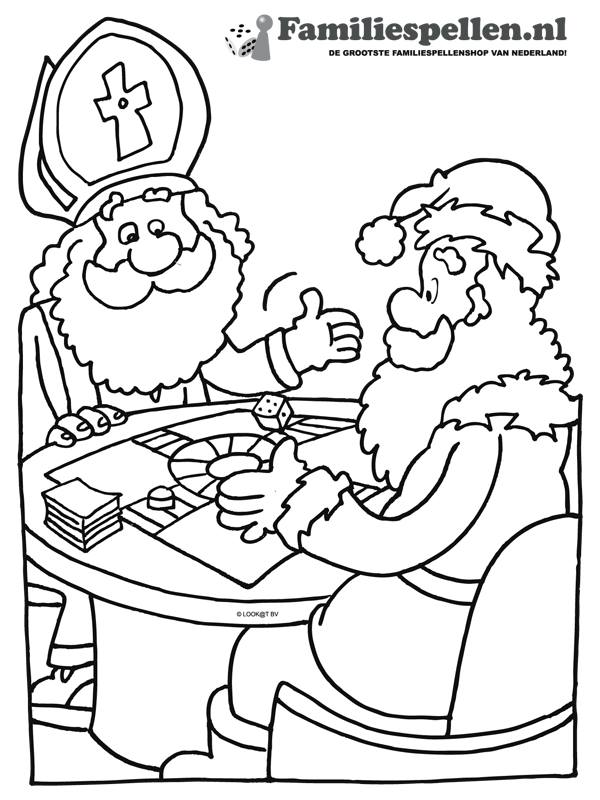 Familiespellen.nl
DE GROOTSTE FAMILIESPELLENSHOP VAN NEDERLAND!
© LOOK@T BV